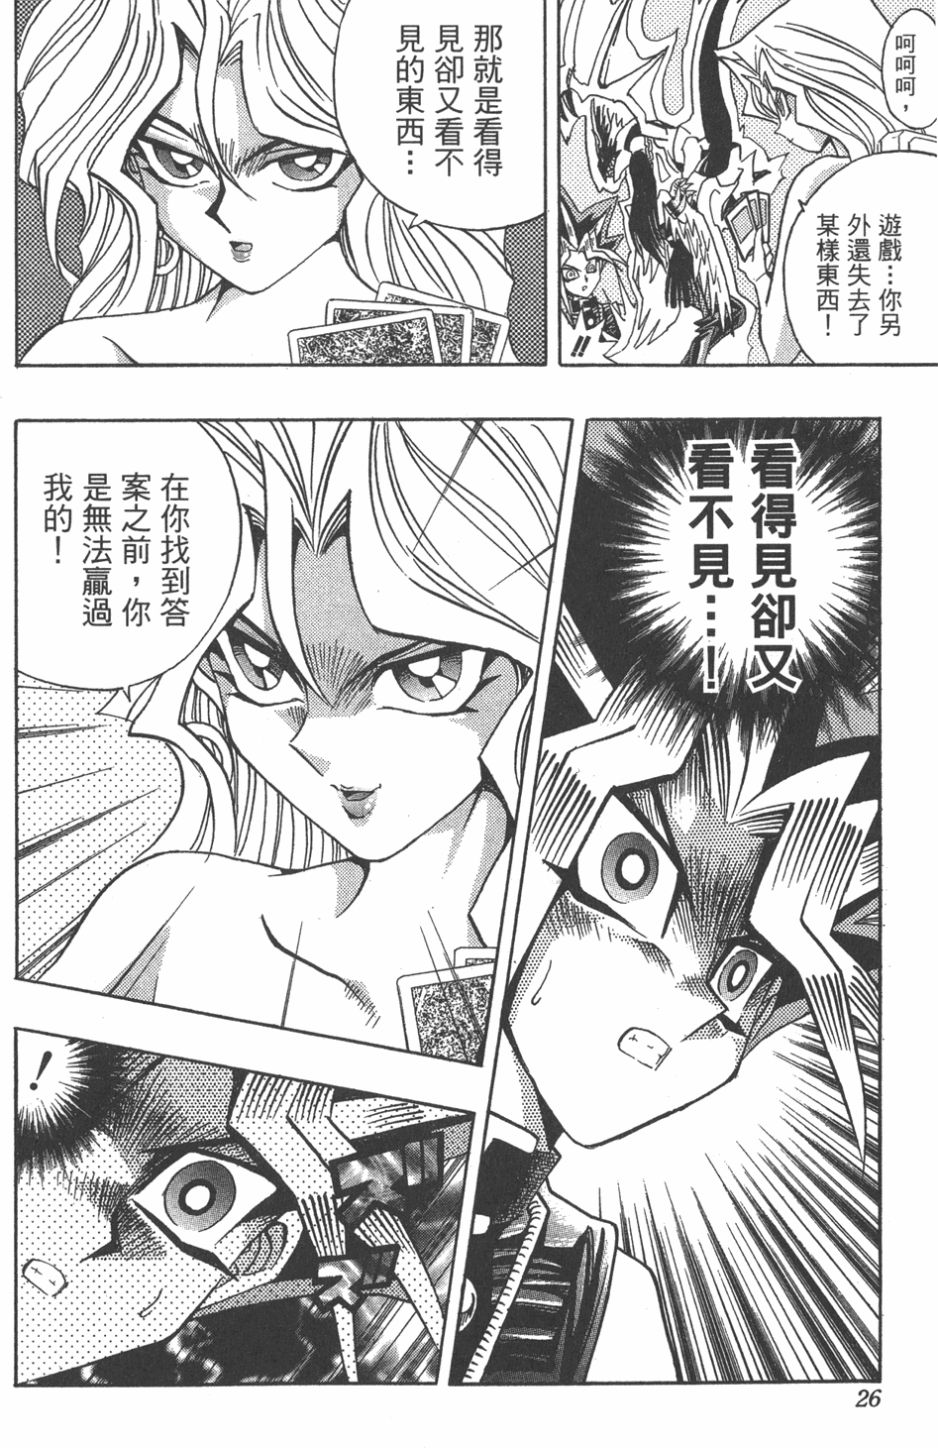 呵呵呵，
遊戲…你另
外還失去了
某樣東西！
!!
那就是看得
見卻又看不
見的東西…
看得見卻又
看不見…！
在你找到答
案之前，你
是無法贏過
我的！
！
26